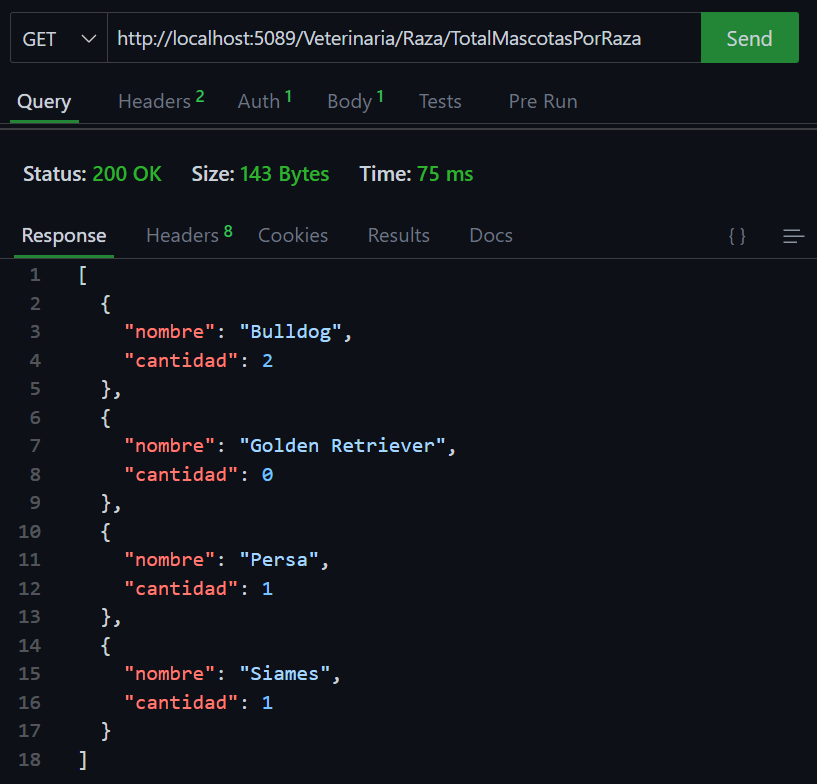 GET http://localhost:5089/Veterinaria/Raza/TotalMascotasPorRaza Send
Query Headers 2 Auth 1 Body 1 Tests Pre Run
Status: 200 OK Size: 143 Bytes Time: 75 ms
Response Headers 8 Cookies Results Docs { }
1 [
2 {
3 "nombre": "Bulldog",
4 "cantidad": 2
5 },
6 {
7 "nombre": "Golden Retriever",
8 "cantidad": 0
9 },
10 {
11 "nombre": "Persa",
12 "cantidad": 1
13 },
14 {
15 "nombre": "Siames",
16 "cantidad": 1
17 }
18 ]